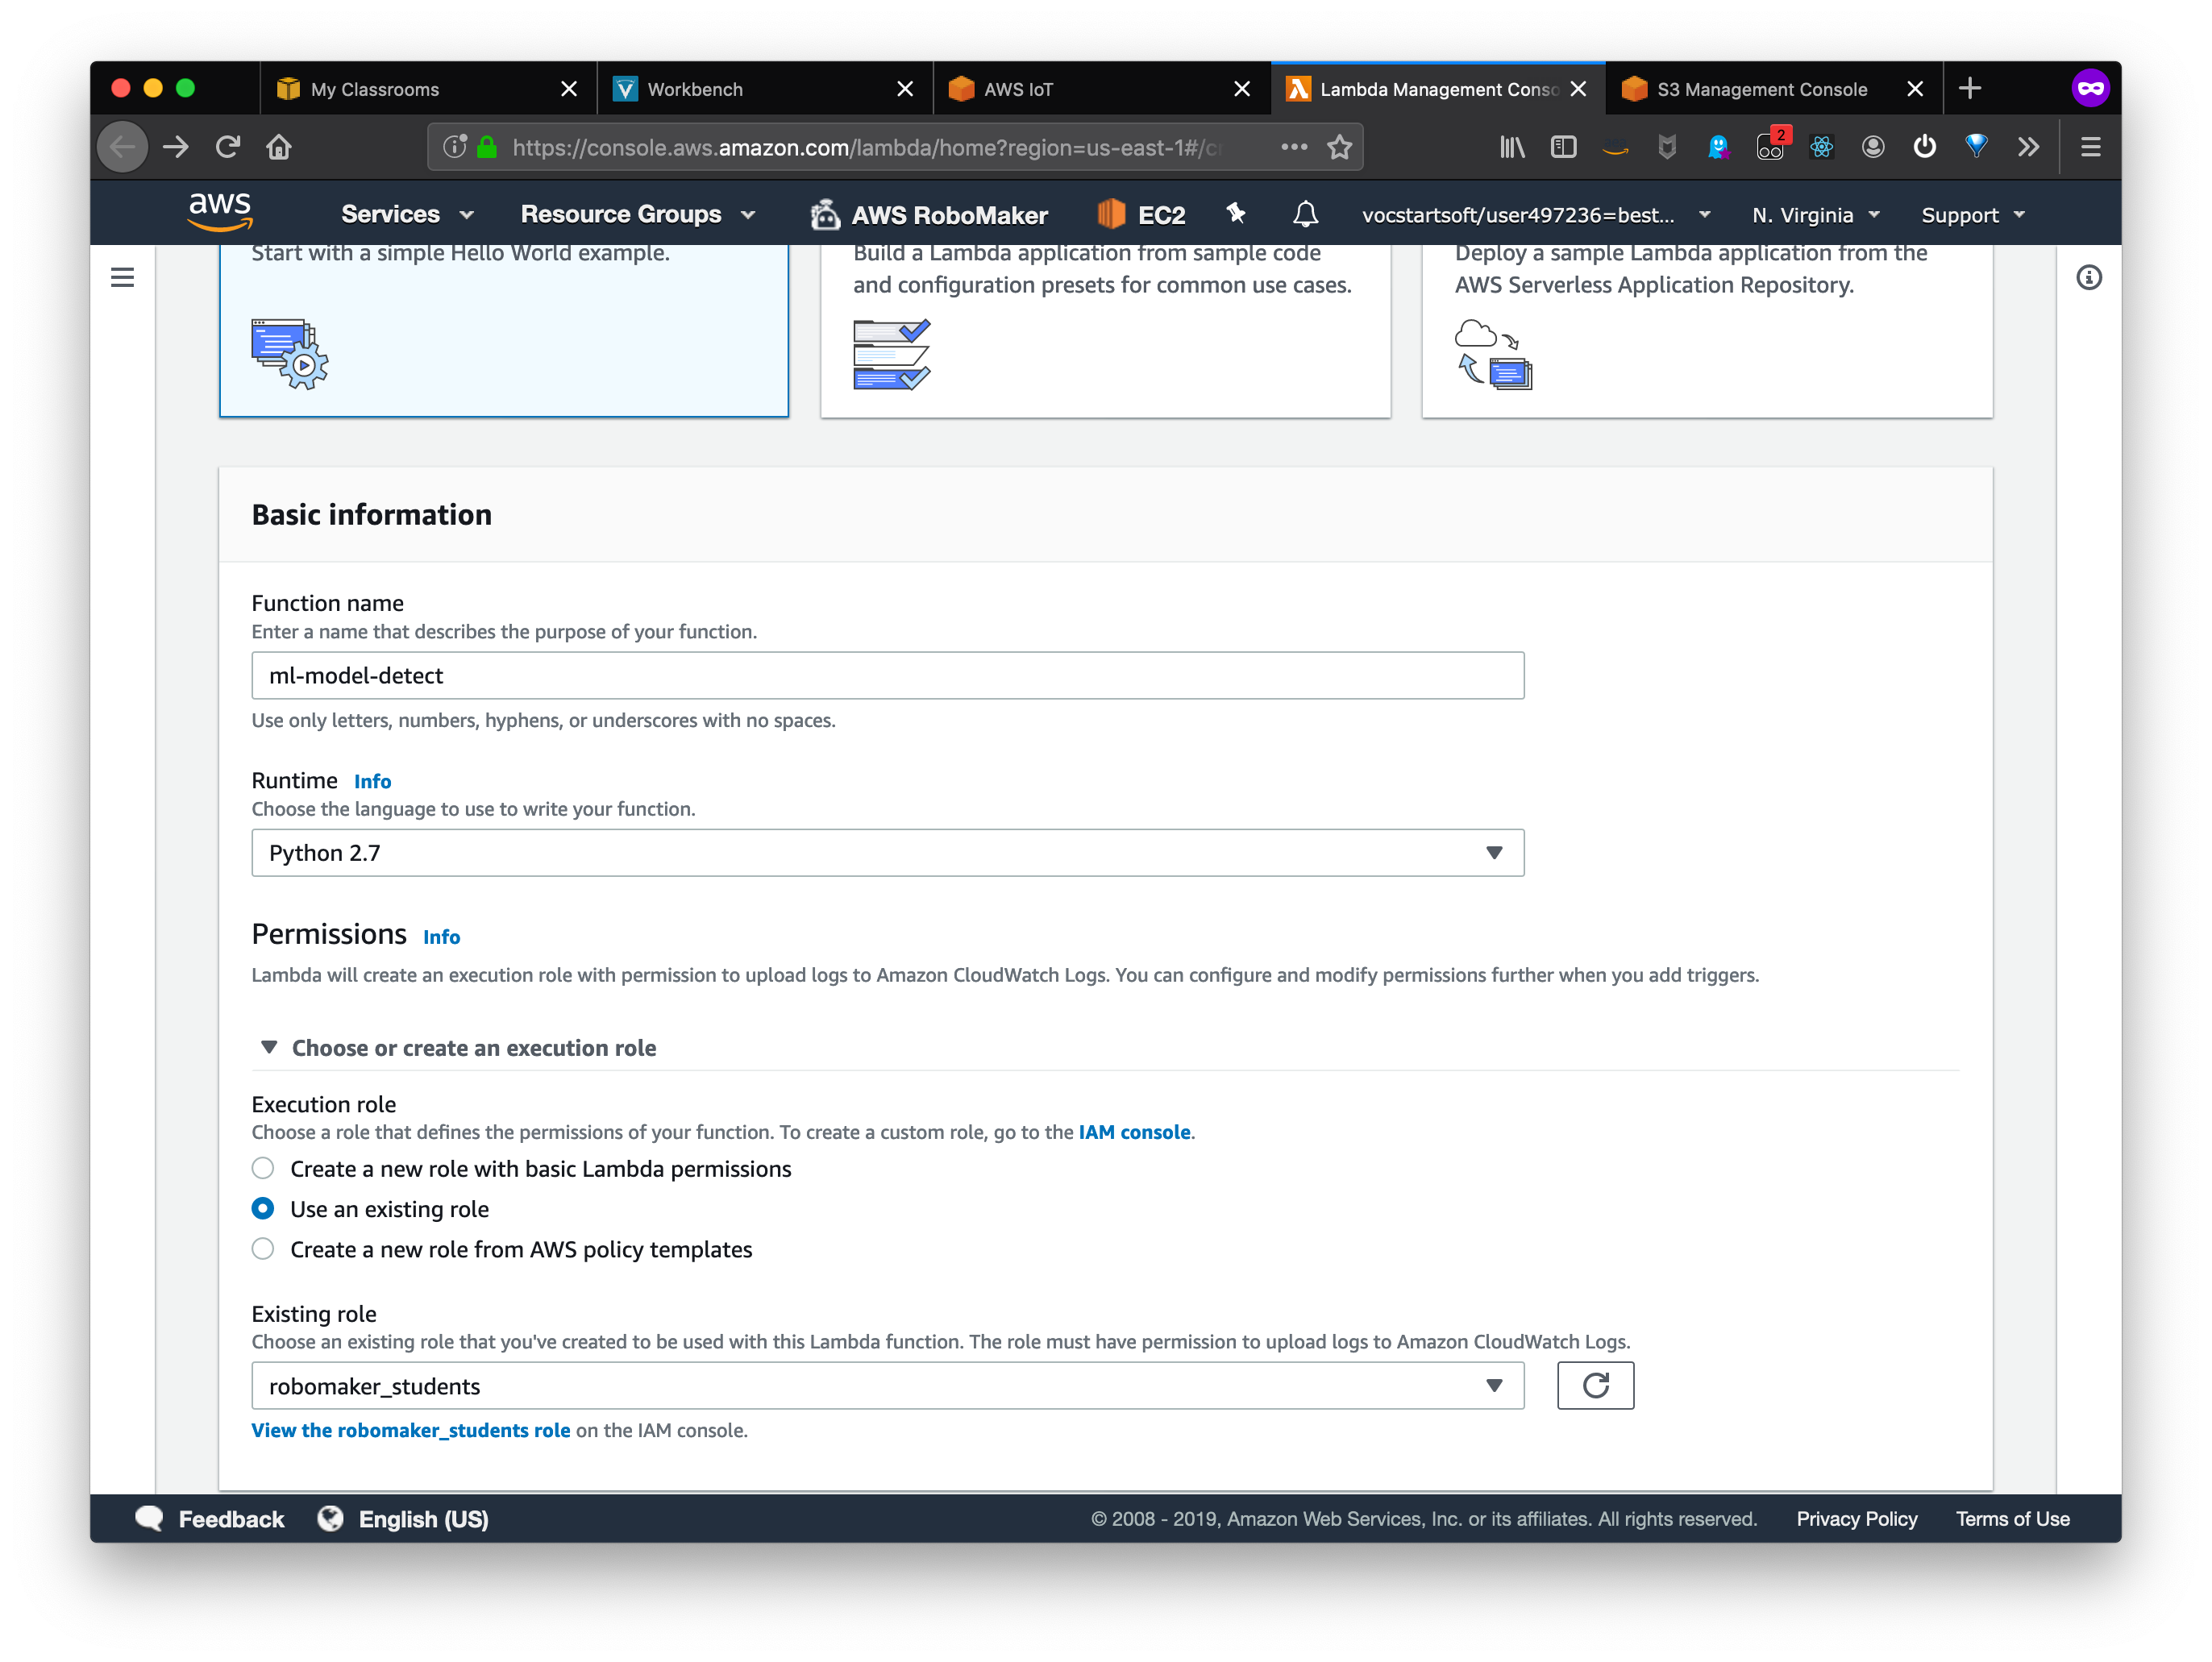 My Classrooms
Workbench
AWS IoT
Lambda Management Conso
S3 Management Console
https://console.aws.amazon.com/lambda/home?region=us-east-1#/c
2
aws
Services
Resource Groups
AWS RoboMaker
EC2
vocstartsoft/user497236=best...
N. Virginia
Support
Start with a simple Hello World example.
Build a Lambda application from sample code
and configuration presets for common use cases.
Deploy a sample Lambda application from the
AWS Serverless Application Repository.
Basic information
Function name
Enter a name that describes the purpose of your function.
ml-model-detect
Use only letters, numbers, hyphens, or underscores with no spaces.
Runtime Info
Choose the language to use to write your function.
Python 2.7
Permissions Info
Lambda will create an execution role with permission to upload logs to Amazon CloudWatch Logs. You can configure and modify permissions further when you add triggers.
Choose or create an execution role
Execution role
Choose a role that defines the permissions of your function. To create a custom role, go to the IAM console.
Create a new role with basic Lambda permissions
Use an existing role
Create a new role from AWS policy templates
Existing role
Choose an existing role that you've created to be used with this Lambda function. The role must have permission to upload logs to Amazon CloudWatch Logs.
robomaker_students
View the robomaker_students role on the IAM console.
Feedback
English (US)
© 2008 - 2019, Amazon Web Services, Inc. or its affiliates. All rights reserved.
Privacy Policy
Terms of Use